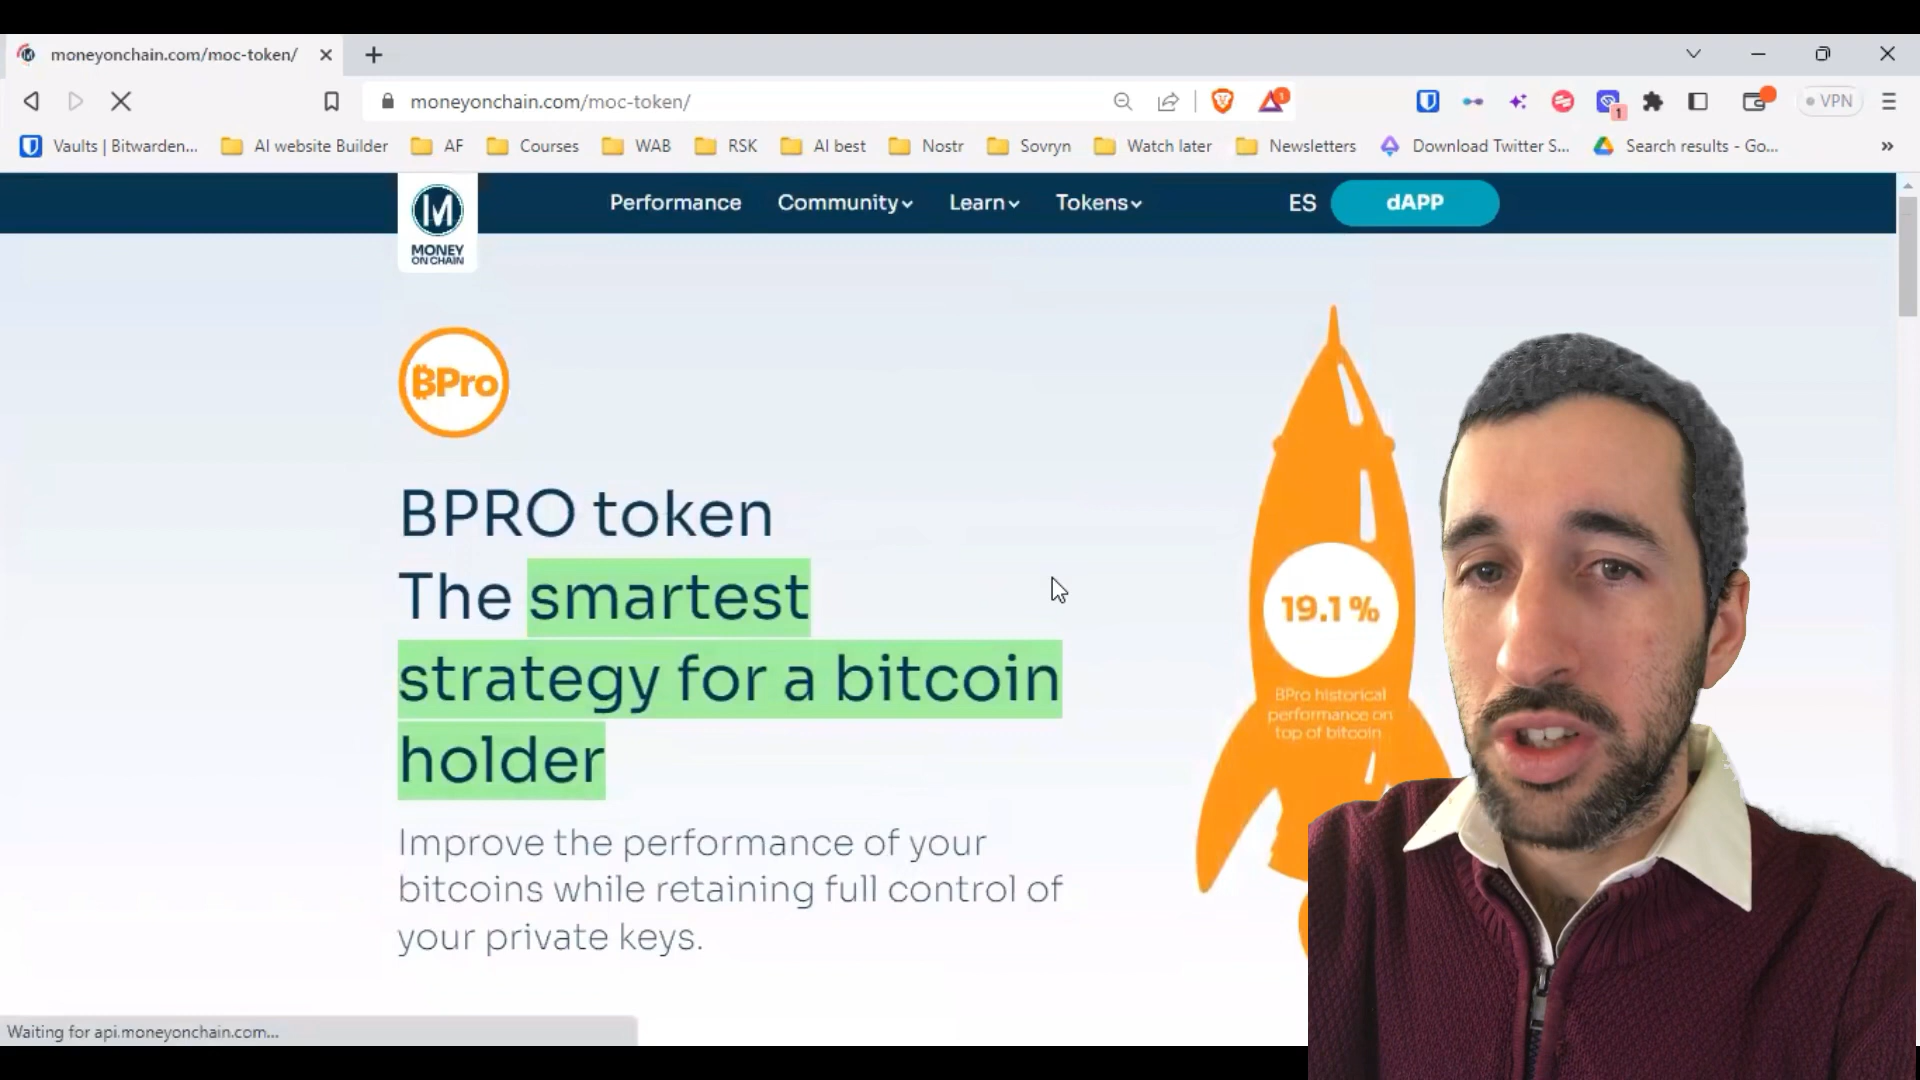 moneyonchain.com/moc-token/
moneyonchain.com/moc-token/
1
1
VPN
Vaults | Bitwarden...
AI website Builder
AF
Courses
WAB
RSK
AI best
Nostr
Sovryn
Watch later
Newsletters
Download Twitter S...
Search results - Go...
»
M
MONEY
ON CHAIN
Performance
Community
Learn
Tokens
ES
dAPP
BPro
BPRO token
The smartest
strategy for a bitcoin
holder
Improve the performance of your
bitcoins while retaining full control of
your private keys.
19.1 %
BPro historical
performance on
top of bitcoin
Waiting for api.moneyonchain.com...